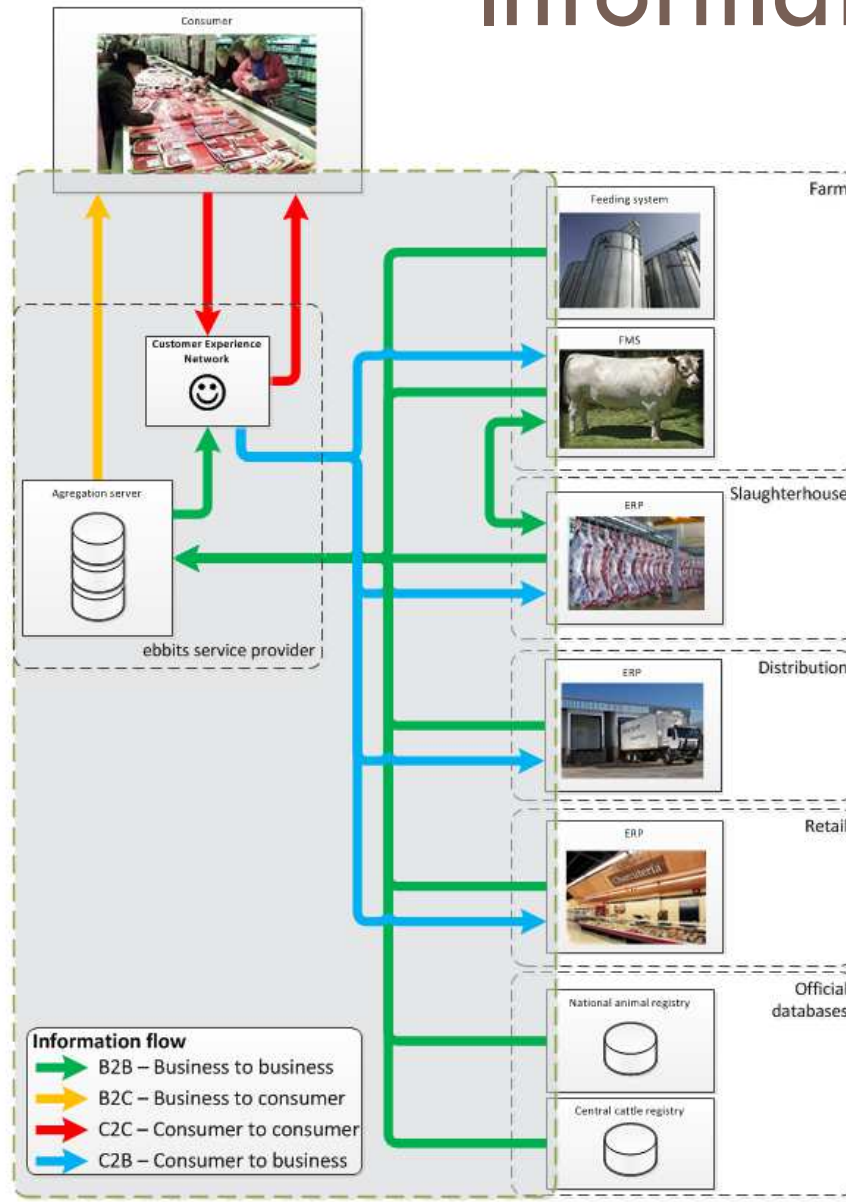 Consumer
Farm
Feeding system
FMS
Customer Experience
Network
Agregation server
ebbits service provider
Slaughterhouse
ERP
Distribution
ERP
Retail
ERP
Charcuteria
Official
databases
National animal registry
Central cattle registry
Information flow
B2B – Business to business
B2C – Business to consumer
C2C – Consumer to consumer
C2B – Consumer to business